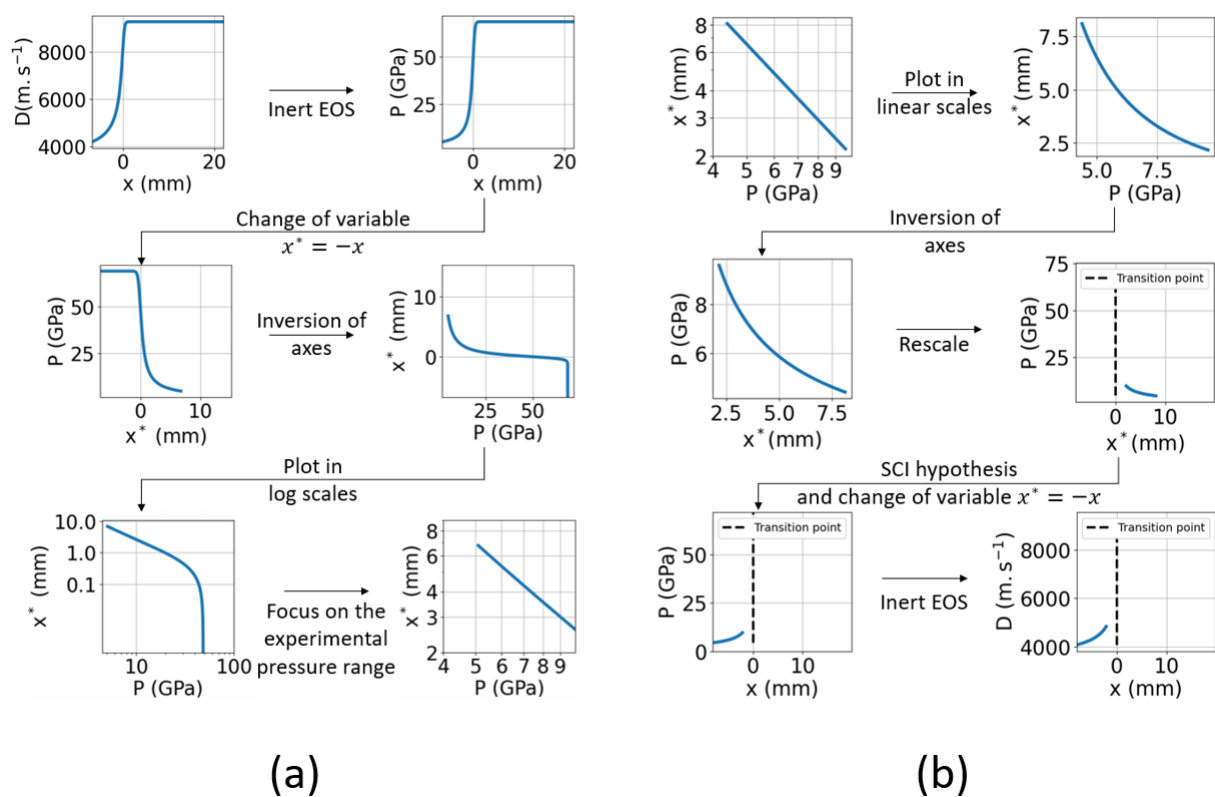 D(m. s⁻¹)
8000
6000
4000
0
20
x (mm)
Inert EOS
P (GPa)
50
25
0
20
x (mm)
Change of variable
x* = −x
P (GPa)
50
25
0
10
x* (mm)
Inversion of
axes
x* (mm)
10
0
25
50
P (GPa)
Plot in
log scales
x* (mm)
10.0
1.0
0.1
10
100
P (GPa)
Focus on the
experimental
pressure range
x* (mm)
8
6
4
3
2
4
5
6
7
8
9
P (GPa)
(a)
x* (mm)
8
6
4
3
2
4
5
6
7
8
9
P (GPa)
Plot in
linear scales
x* (mm)
7.5
5.0
2.5
5.0
7.5
P (GPa)
Inversion of
axes
P (GPa)
8
6
2.5
5.0
7.5
x* (mm)
Rescale
P (GPa)
75
50
25
0
0
10
x* (mm)
Transition point
SCI hypothesis
and change of variable x* = −x
P (GPa)
50
25
0
0
10
x (mm)
Transition point
Inert EOS
D (m. s⁻¹)
8000
6000
4000
0
10
x (mm)
Transition point
(b)